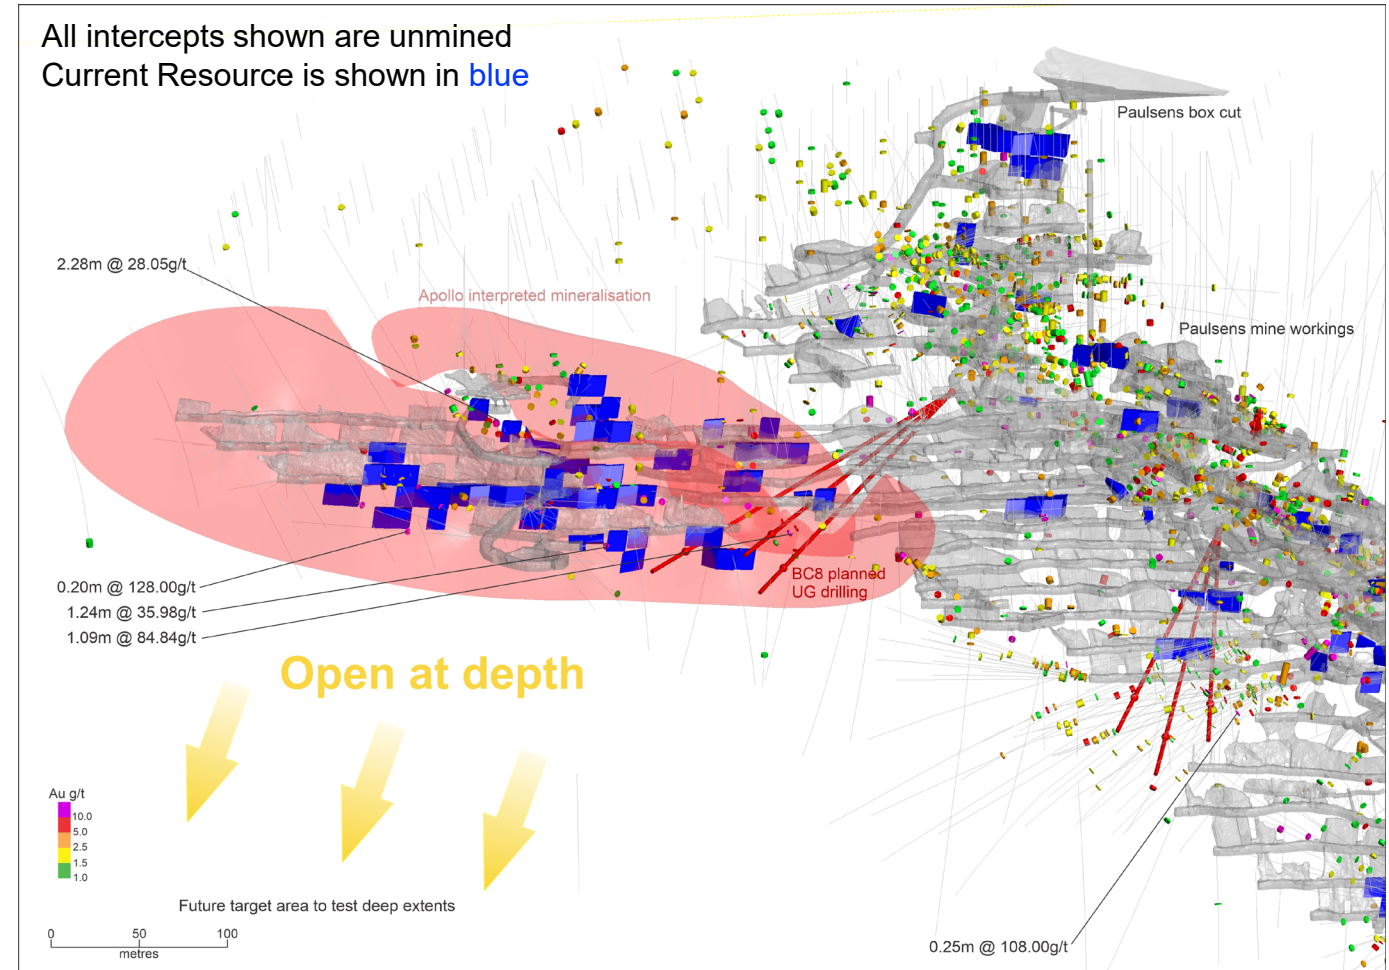 All intercepts shown are unmined
Current Resource is shown in blue
Paulsens box cut
2.28m @ 28.05g/t
Apollo interpreted mineralisation
Paulsens mine workings
BC8 planned
UG drilling
0.20m @ 128.00g/t
1.24m @ 35.98g/t
1.09m @ 84.84g/t
Open at depth
Au g/t
10.0
5.0
2.5
1.5
1.0
Future target area to test deep extents
0 50 100
metres
0.25m @ 108.00g/t